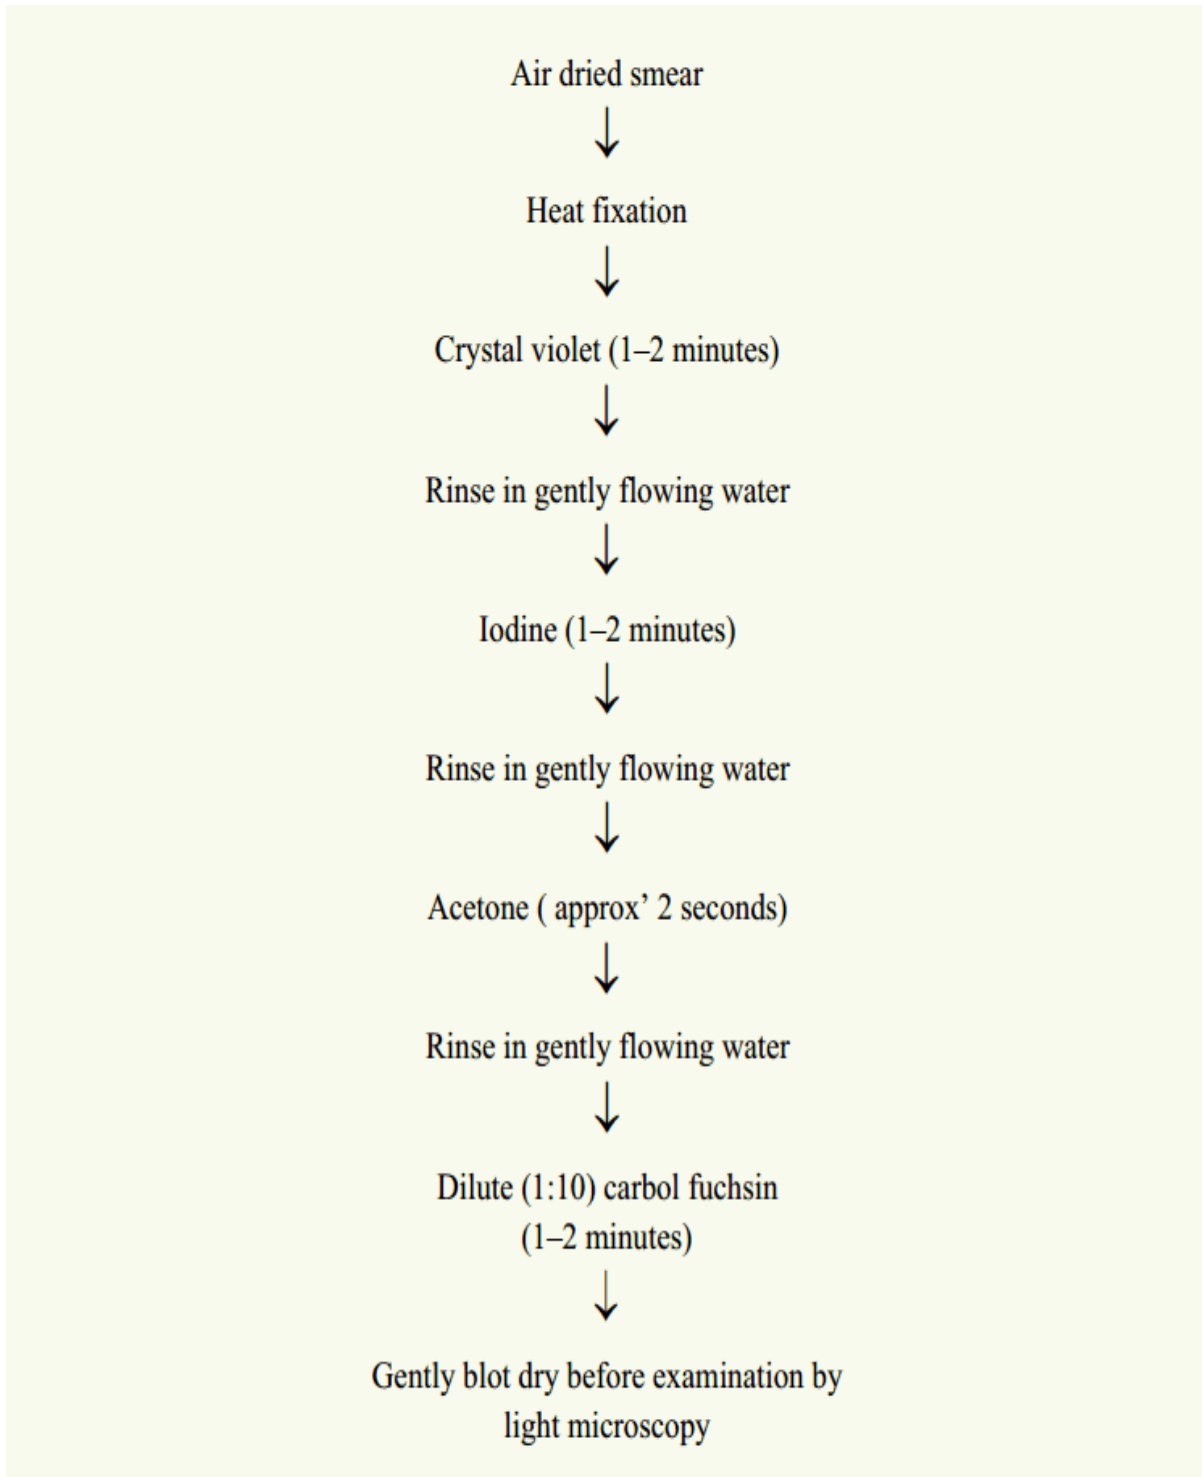 Air dried smear
↓
Heat fixation
↓
Crystal violet (1–2 minutes)
↓
Rinse in gently flowing water
↓
Iodine (1–2 minutes)
↓
Rinse in gently flowing water
↓
Acetone ( approx’ 2 seconds)
↓
Rinse in gently flowing water
↓
Dilute (1:10) carbol fuchsin
(1–2 minutes)
↓
Gently blot dry before examination by
light microscopy